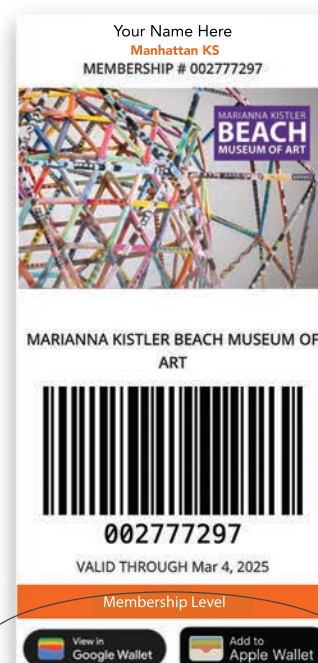 Your Name Here
Manhattan KS
MEMBERSHIP # 002777297
MARIANNA KISTLER
BEACH
MUSEUM OF ART
MARIANNA KISTLER BEACH MUSEUM OF
ART
002777297
VALID THROUGH Mar 4, 2025
Membership Level
View in
Google Wallet
Add to
Apple Wallet